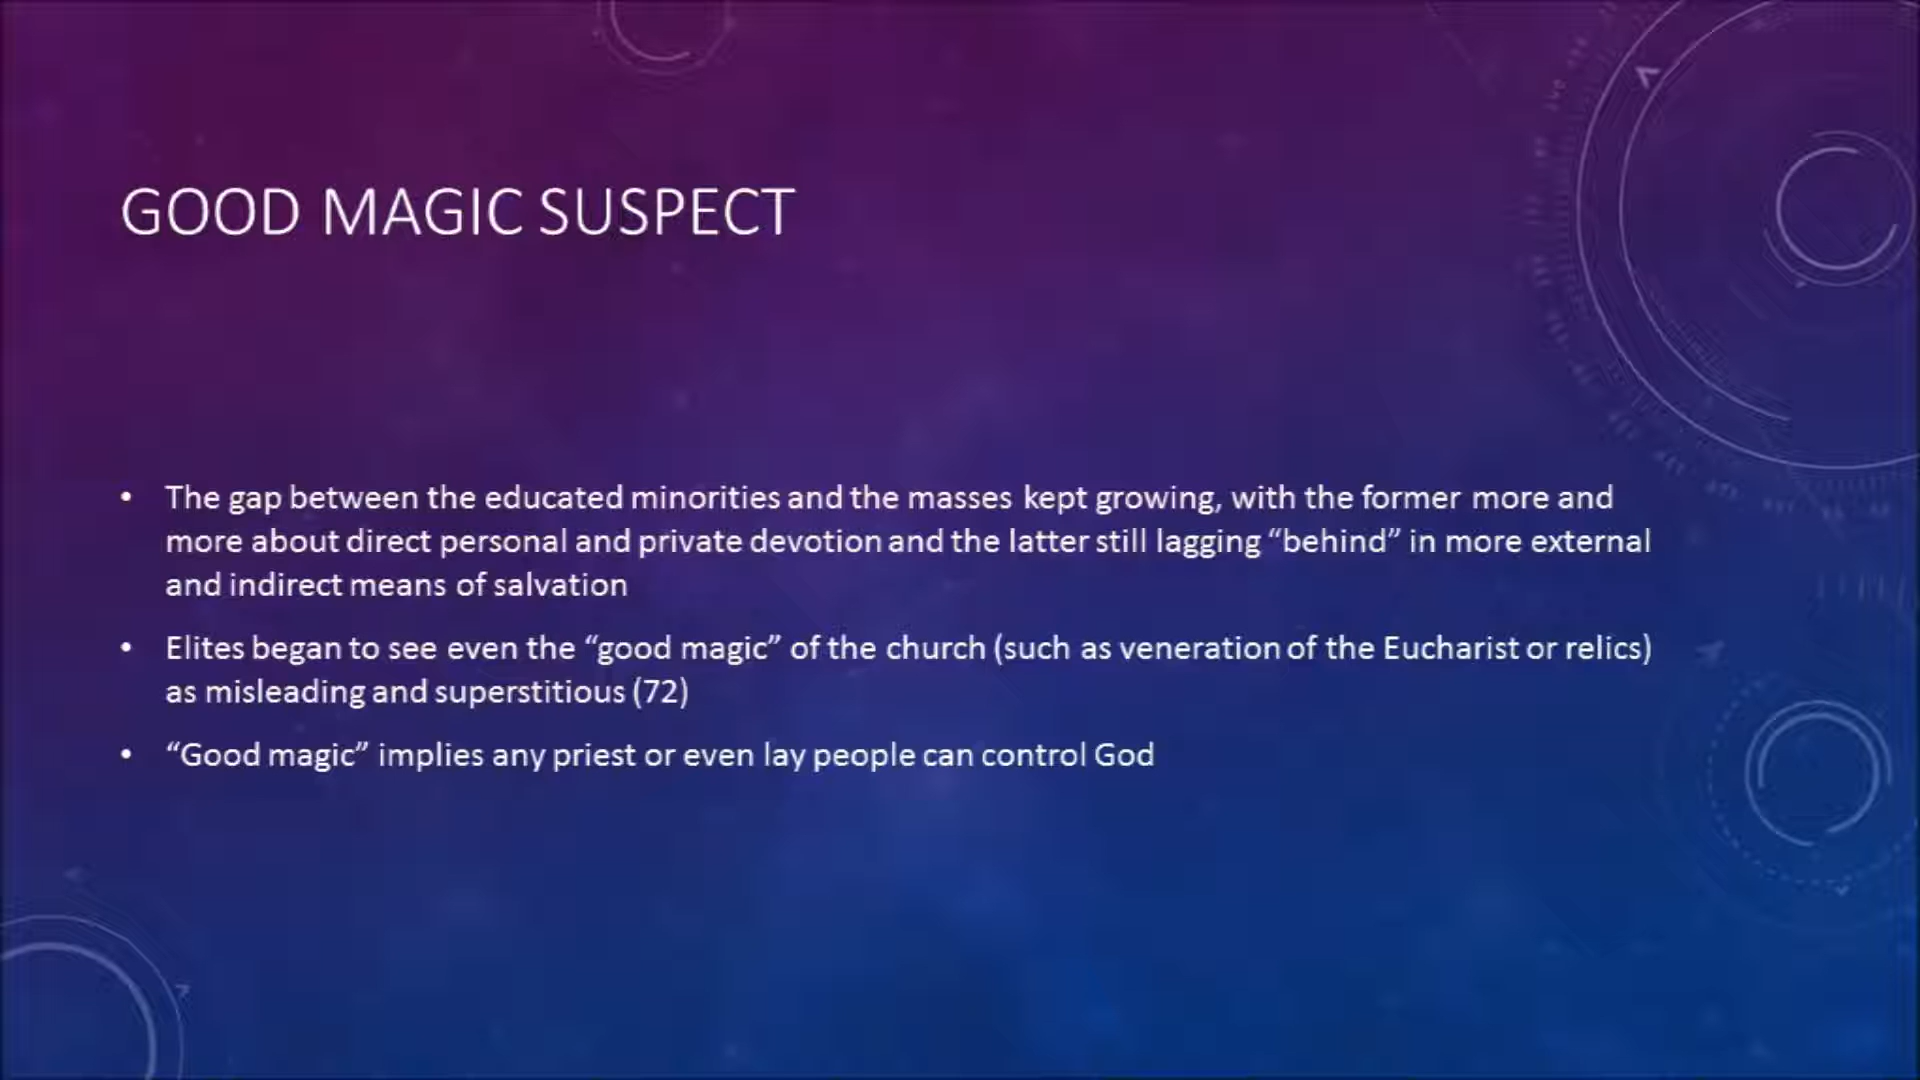 GOOD MAGIC SUSPECT
• The gap between the educated minorities and the masses kept growing, with the former more and
more about direct personal and private devotion and the latter still lagging “behind” in more external
and indirect means of salvation
• Elites began to see even the “good magic” of the church (such as veneration of the Eucharist or relics)
as misleading and superstitious (72)
• “Good magic” implies any priest or even lay people can control God